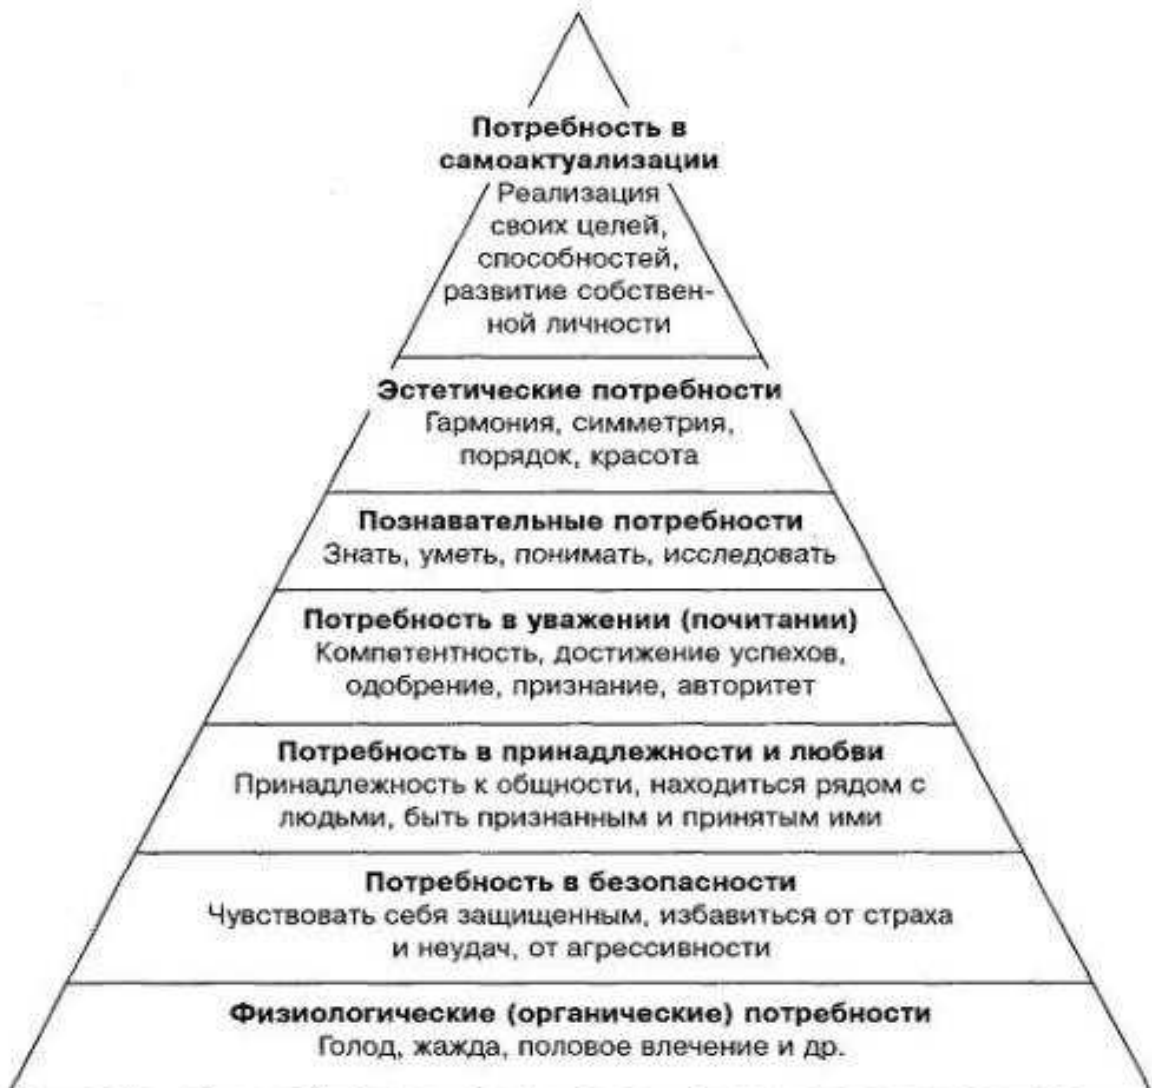 Потребность в
самоактуализации
Реализация
своих целей,
способностей,
развитие собствен-
ной личности
Эстетические потребности
Гармония, симметрия,
порядок, красота
Познавательные потребности
Знать, уметь, понимать, исследовать
Потребность в уважении (почитании)
Компетентность, достижение успехов,
одобрение, признание, авторитет
Потребность в принадлежности и любви
Принадлежность к общности, находиться рядом с
людьми, быть признанным и принятым ими
Потребность в безопасности
Чувствовать себя защищенным, избавиться от страха
и неудач, от агрессивности
Физиологические (органические) потребности
Голод, жажда, половое влечение и др.